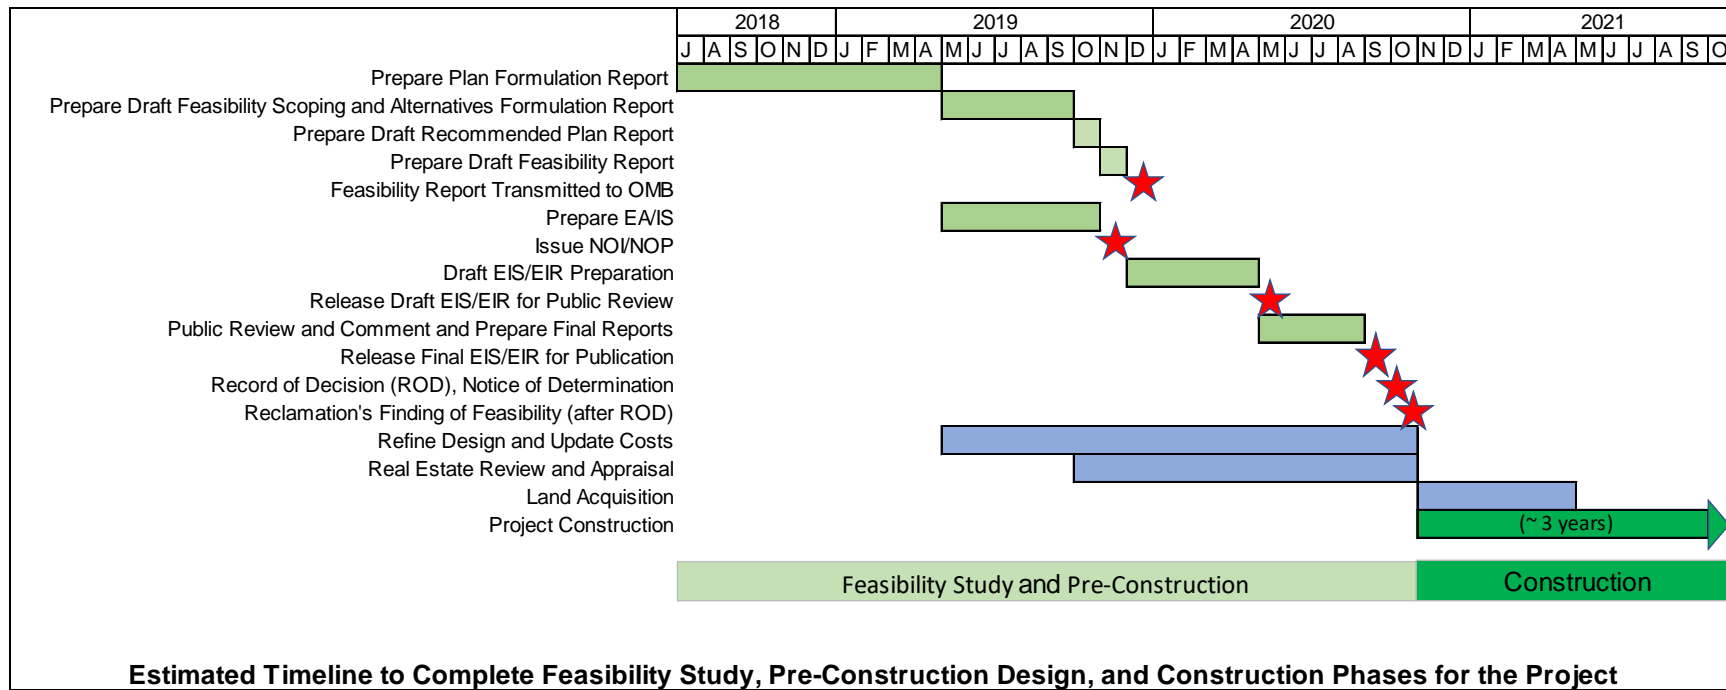 2018 2019 2020 2021
J A S O N D J F M A M J J A S O N D J F M A M J J A S O N D J F M A M J J A S O
Prepare Plan Formulation Report
Prepare Draft Feasibility Scoping and Alternatives Formulation Report
Prepare Draft Recommended Plan Report
Prepare Draft Feasibility Report
Feasibility Report Transmitted to OMB
Prepare EA/IS
Issue NOI/NOP
Draft EIS/EIR Preparation
Release Draft EIS/EIR for Public Review
Public Review and Comment and Prepare Final Reports
Release Final EIS/EIR for Publication
Record of Decision (ROD), Notice of Determination
Reclamation's Finding of Feasibility (after ROD)
Refine Design and Update Costs
Real Estate Review and Appraisal
Land Acquisition
Project Construction (~ 3 years)
Feasibility Study and Pre-Construction Construction
Estimated Timeline to Complete Feasibility Study, Pre-Construction Design, and Construction Phases for the Project